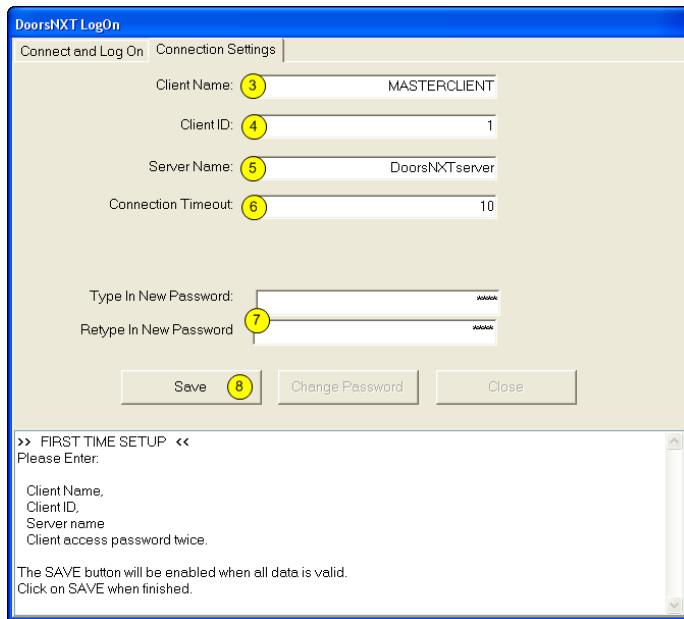 DoorsNXT LogOn
Connect and Log On Connection Settings
Client Name: 3 MASTERCLIENT
Client ID: 4 1
Server Name: 5 DoorsNXTserver
Connection Timeout: 6 10
Type In New Password: ****
7
Retype In New Password ****
Save 8 Change Password Close
>> FIRST TIME SETUP <<
Please Enter:
Client Name,
Client ID,
Server name
Client access password twice.
The SAVE button will be enabled when all data is valid.
Click on SAVE when finished.